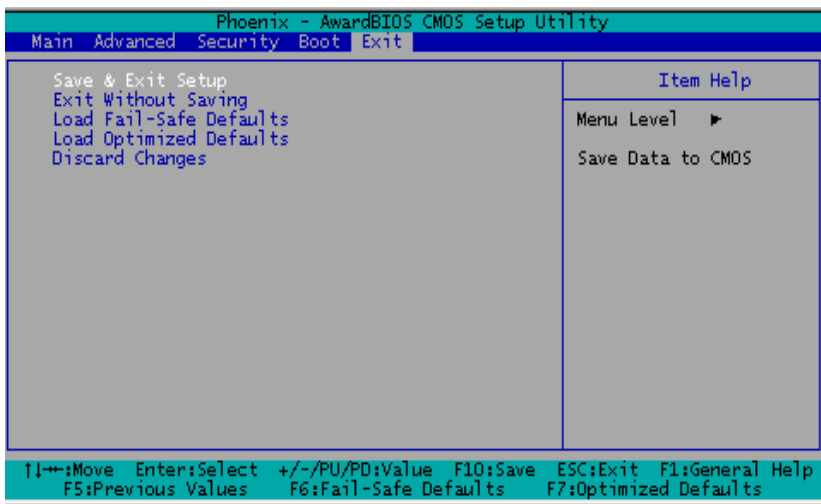 Phoenix - AwardBIOS CMOS Setup Utility
Main Advanced Security Boot Exit
Save & Exit Setup
Exit Without Saving
Load Fail-Safe Defaults
Load Optimized Defaults
Discard Changes
Item Help
Menu Level ▶
Save Data to CMOS
↑↓→←:Move Enter:Select +/-/PU/PD:Value F10:Save ESC:Exit F1:General Help
F5:Previous Values F6:Fail-Safe Defaults F7:Optimized Defaults